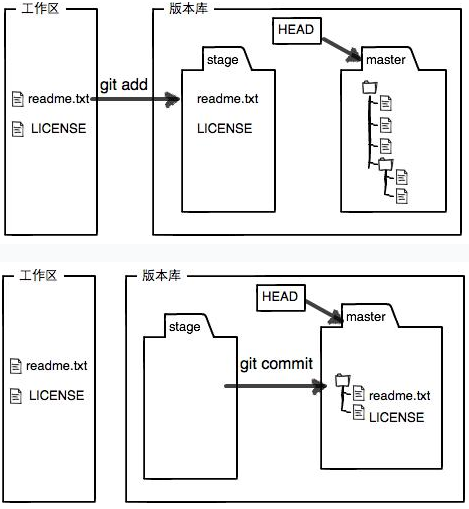 工作区
版本库
HEAD
stage
master
git add
readme.txt
LICENSE
readme.txt
LICENSE
工作区
版本库
HEAD
stage
master
git commit
readme.txt
LICENSE
readme.txt
LICENSE